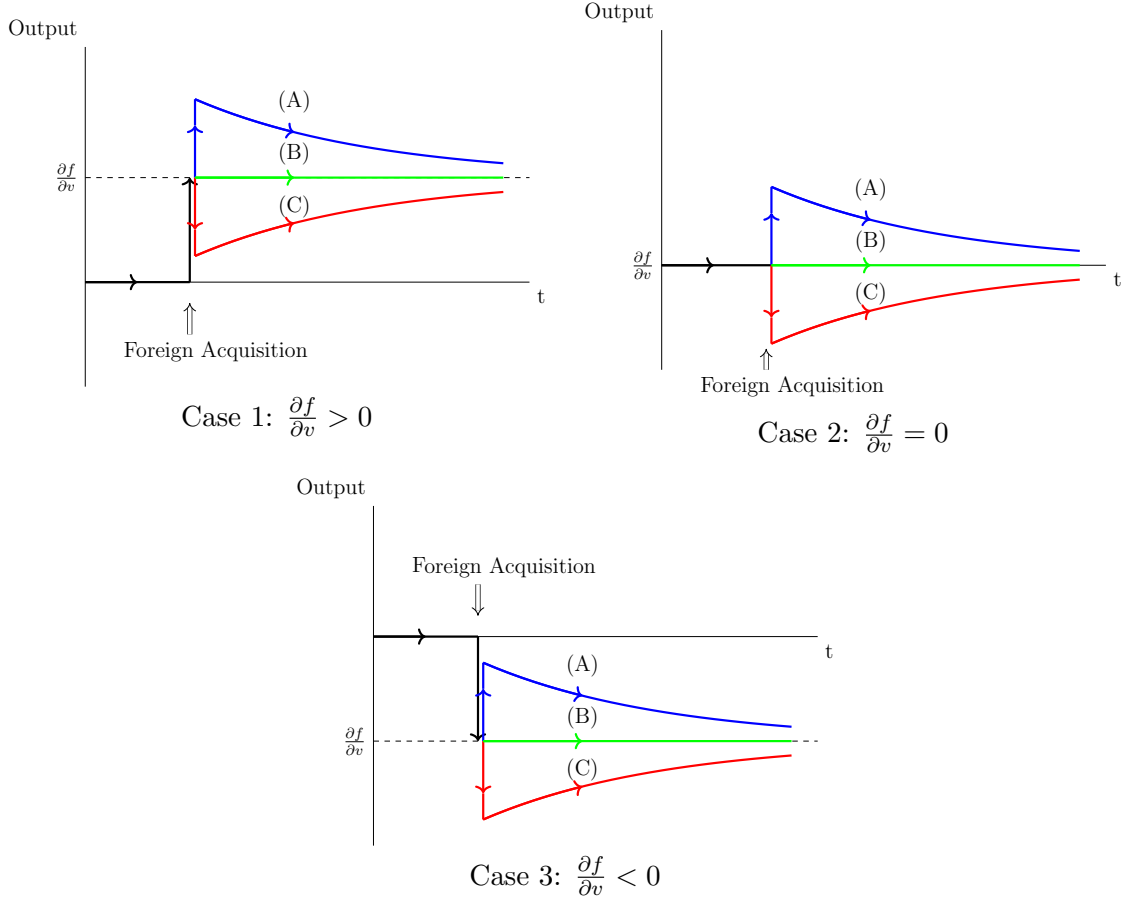 Output
(A)
(B)
∂f/∂v
(C)
t
Foreign Acquisition
Case 1: ∂f/∂v > 0
Output
(A)
(B)
∂f/∂v
(C)
t
Foreign Acquisition
Case 2: ∂f/∂v = 0
Output
Foreign Acquisition
t
(A)
(B)
∂f/∂v
(C)
Case 3: ∂f/∂v < 0